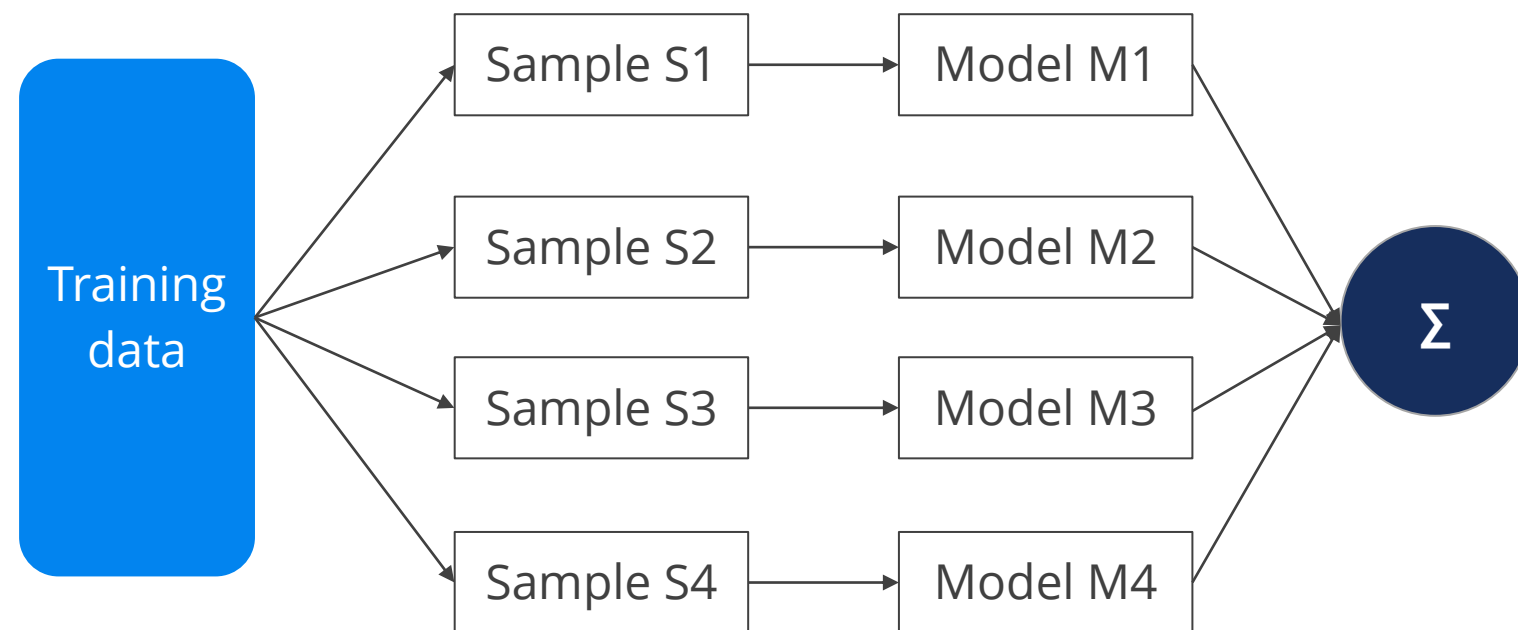 Sample S1
Model M1
Sample S2
Model M2
Training
data
Σ
Sample S3
Model M3
Sample S4
Model M4